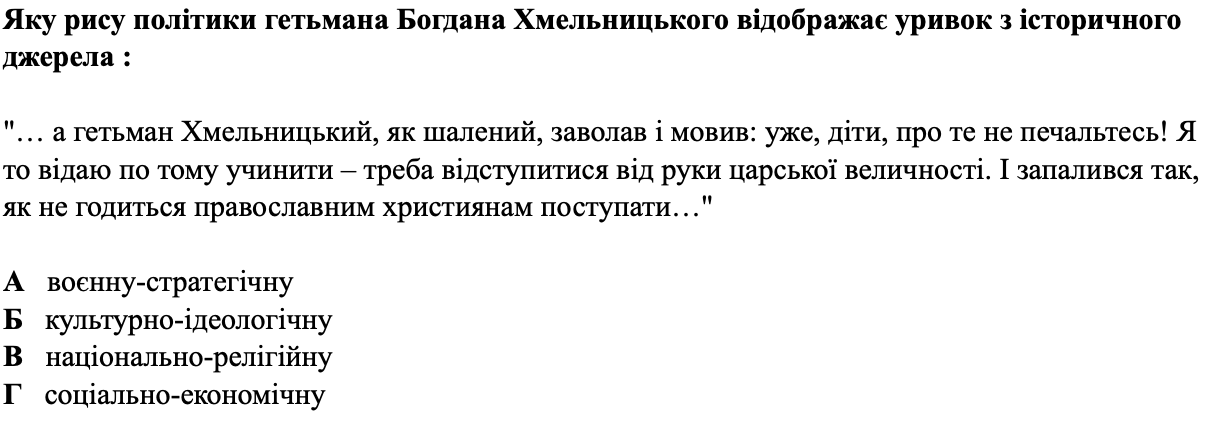 Яку рису політики гетьмана Богдана Хмельницького відображає уривок з історичного
джерела :
"… а гетьман Хмельницький, як шалений, заволав і мовив: уже, діти, про те не печальтесь! Я
то відаю по тому учинити – треба відступитися від руки царської величності. І запалився так,
як не годиться православним християнам поступати…"
А воєнну-стратегічну
Б культурно-ідеологічну
В національно-релігійну
Г соціально-економічну